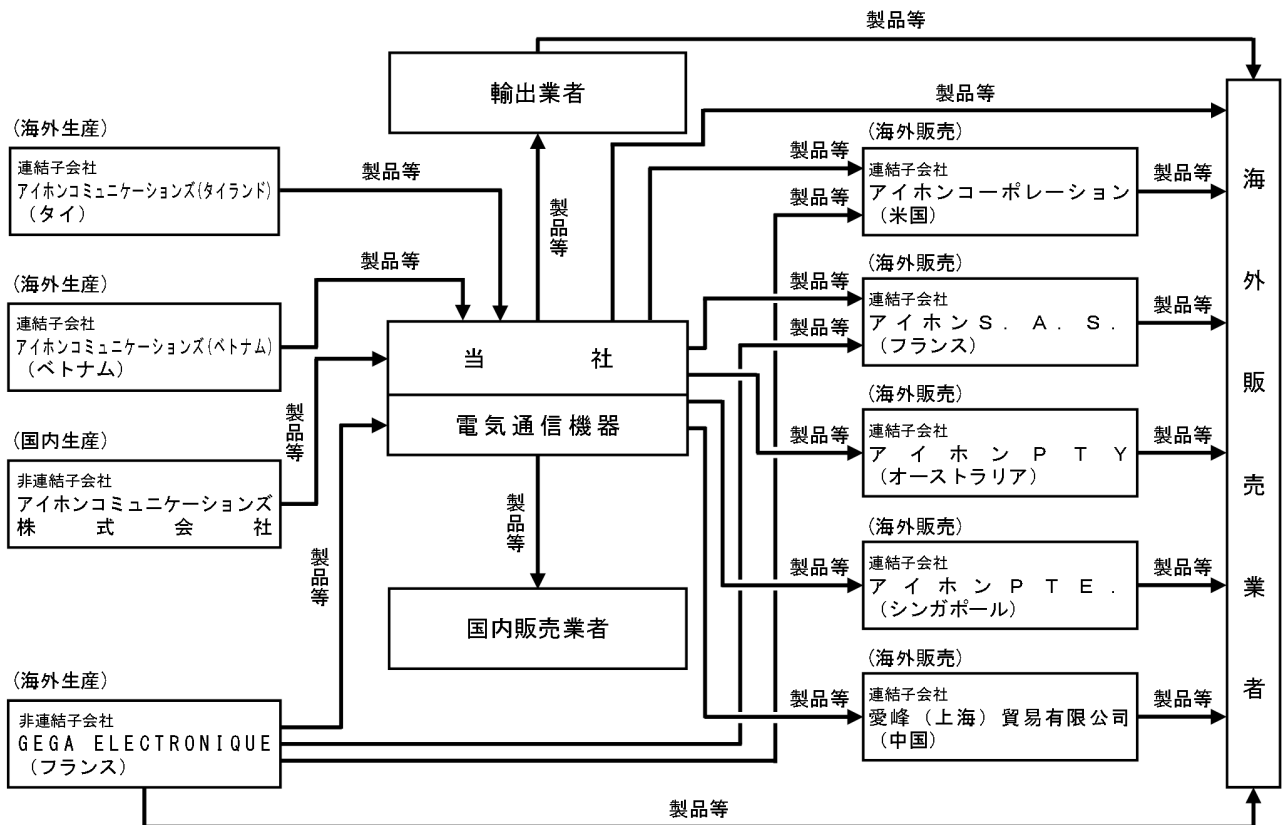 製品等
輸出業者
製品等
(海外生産)
連結子会社
アイホンコミュニケーションズ(タイランド)
(タイ)
製品等
製品等
(海外販売)
連結子会社
アイホンコーポレーション
(米国)
製品等
製品等
製品等
(海外生産)
連結子会社
アイホンコミュニケーションズ(ベトナム)
(ベトナム)
製品等
(海外販売)
連結子会社
アイホンS.A.S.
(フランス)
製品等
製品等
製品等
当社
電気通信機器
(国内生産)
非連結子会社
アイホンコミュニケーションズ
株式会社
製品等
(海外販売)
連結子会社
アイホンPTY
(オーストラリア)
製品等
製品等
海外販売業者
製品等
国内販売業者
(海外販売)
連結子会社
アイホンPTE.
(シンガポール)
製品等
製品等
(海外生産)
非連結子会社
GEGA ELECTRONIQUE
(フランス)
製品等
(海外販売)
連結子会社
愛峰(上海)貿易有限公司
(中国)
製品等
製品等
製品等